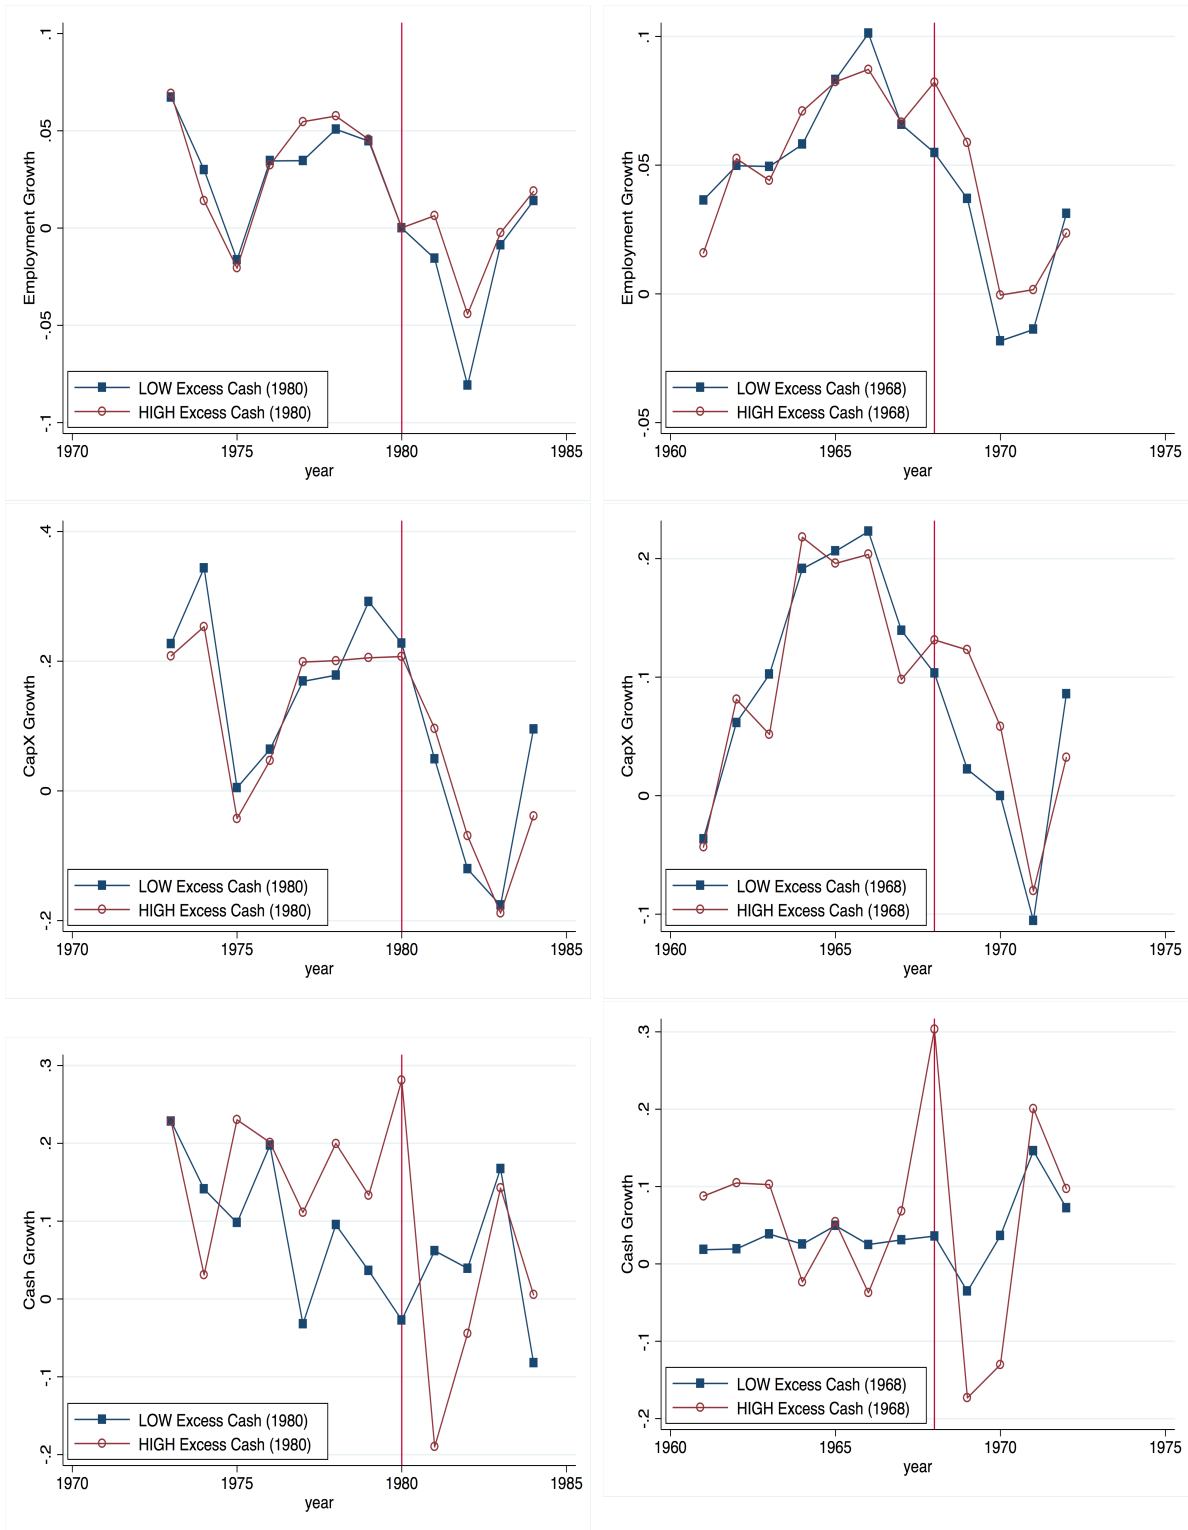 Employment Growth
.1
.05
0
-.05
-.1
LOW Excess Cash (1980)
HIGH Excess Cash (1980)
1970 1975 1980 1985
year
Employment Growth
.1
.05
0
-.05
LOW Excess Cash (1968)
HIGH Excess Cash (1968)
1960 1965 1970 1975
year
CapX Growth
.4
.2
0
-.2
LOW Excess Cash (1980)
HIGH Excess Cash (1980)
1970 1975 1980 1985
year
CapX Growth
.2
.1
0
-.1
LOW Excess Cash (1968)
HIGH Excess Cash (1968)
1960 1965 1970 1975
year
Cash Growth
.3
.2
.1
0
-.1
-.2
LOW Excess Cash (1980)
HIGH Excess Cash (1980)
1970 1975 1980 1985
year
Cash Growth
.3
.2
.1
0
-.1
-.2
LOW Excess Cash (1968)
HIGH Excess Cash (1968)
1960 1965 1970 1975
year